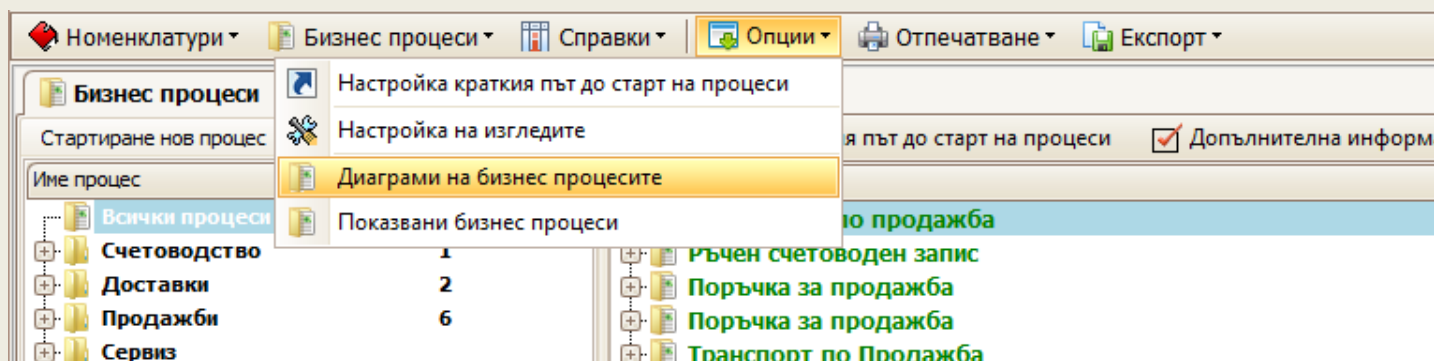 Номенклатури Бизнес процеси Справки Опции Отпечатване Експорт
Бизнес процеси
Настройка краткия път до старт на процеси
Настройка на изгледите
Диаграми на бизнес процесите
Показвани бизнес процеси
Стартиране нов процес я път до старт на процеси Допълнителна информ
Име процес
Всички процеси
по продажба
Счетоводство 1
Ръчен счетоводен запис
Доставки 2
Поръчка за продажба
Продажби 6
Поръчка за продажба
Сервиз
Транспорт по Продажба